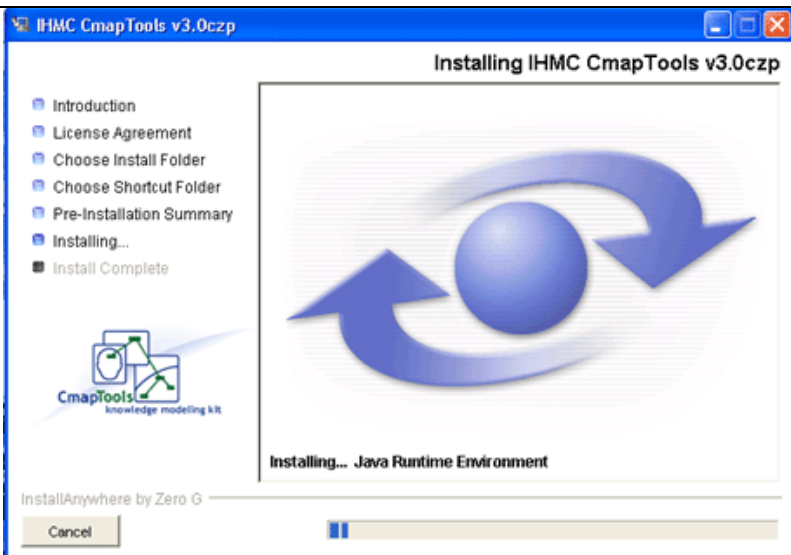 IHMC CmapTools v3.0czp
Installing IHMC CmapTools v3.0czp
Introduction
License Agreement
Choose Install Folder
Choose Shortcut Folder
Pre-Installation Summary
Installing...
Install Complete
CmapTools
knowledge modeling kit
Installing... Java Runtime Environment
InstallAnywhere by Zero G
Cancel